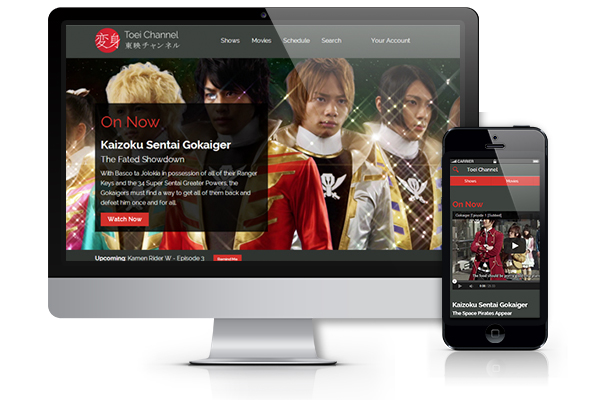 変身
Toei Channel
東映チャンネル
Shows
Movies
Schedule
Search
Your Account
On Now
Kaizoku Sentai Gokaiger
The Fated Showdown
With Basco ta Jolokia in possession of all of their Ranger
Keys and the 34 Super Sentai Greater Powers, the
Gokaigers must find a way to get all of them back and
defeat him once and for all.
Watch Now
Upcoming: Kamen Rider W - Episode 3
Remind Me
CARRIER
Toei Channel
Shows
Movies
On Now
Kaizoku Sentai Gokaiger
The Space Pirates Appear